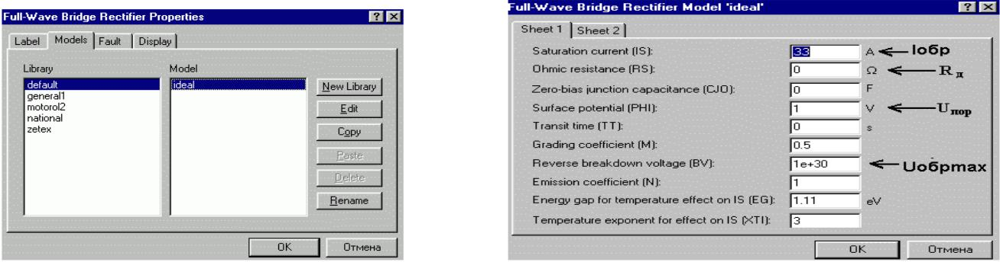 Full-Wave Bridge Rectifier Properties
Label Models Fault Display
Library Model
default ideal
general1
motorol2
national
zetex
New Library
Edit
Copy
Paste
Delete
Rename
OK Отмена
Full-Wave Bridge Rectifier Model 'ideal'
Sheet 1 Sheet 2
Saturation current (IS): 33 A Iобр
Ohmic resistance (RS): 0 Ω R д
Zero-bias junction capacitance (CJO): 0 F
Surface potential (PHI): 1 V U пор
Transit time (TT): 0 s
Grading coefficient (M): 0.5
Reverse breakdown voltage (BV): 1e+30 Uобрmax
Emission coefficient (N): 1
Energy gap for temperature effect on IS (EG): 1.11 eV
Temperature exponent for effect on IS (XTI): 3
OK Отмена